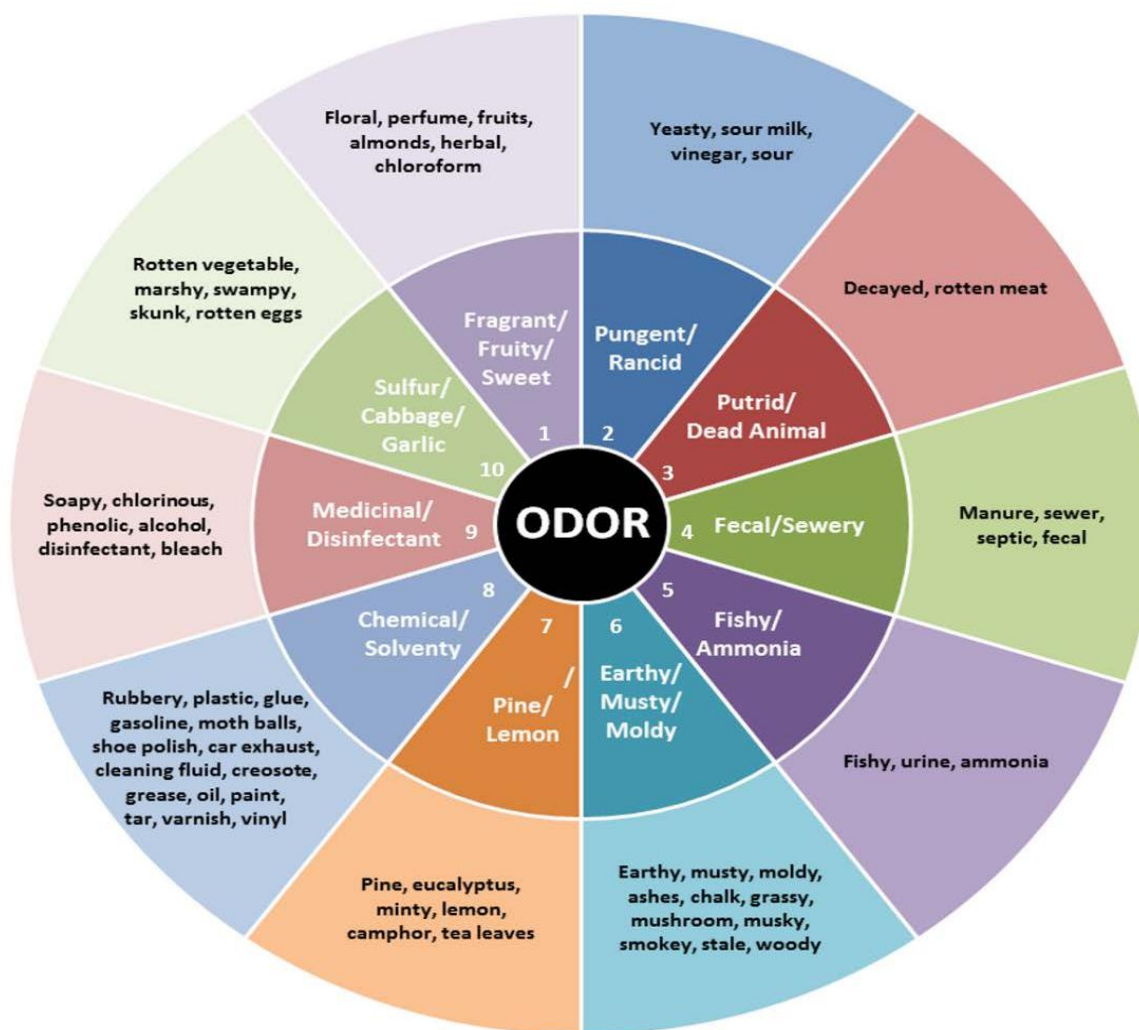 ODOR
1
Fragrant/
Fruity/
Sweet
Floral, perfume, fruits,
almonds, herbal,
chloroform
2
Pungent/
Rancid
Yeasty, sour milk,
vinegar, sour
3
Putrid/
Dead Animal
Decayed, rotten meat
4
Fecal/Sewery
Manure, sewer,
septic, fecal
5
Fishy/
Ammonia
Fishy, urine, ammonia
6
Earthy/
Musty/
Moldy
Earthy, musty, moldy,
ashes, chalk, grassy,
mushroom, musky,
smokey, stale, woody
7
/
Pine/
Lemon
Pine, eucalyptus,
minty, lemon,
camphor, tea leaves
8
Chemical/
Solventy
Rubbery, plastic, glue,
gasoline, moth balls,
shoe polish, car exhaust,
cleaning fluid, creosote,
grease, oil, paint,
tar, varnish, vinyl
9
Medicinal/
Disinfectant
Soapy, chlorinous,
phenolic, alcohol,
disinfectant, bleach
10
Sulfur/
Cabbage/
Garlic
Rotten vegetable,
marshy, swampy,
skunk, rotten eggs